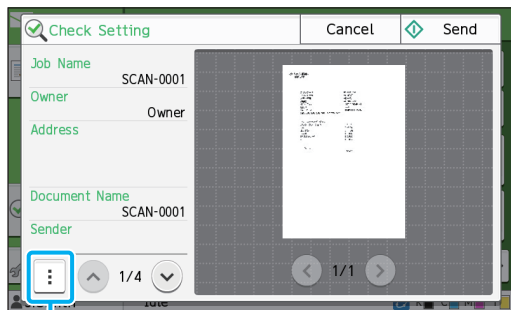 Check Setting
Cancel
Send
Job Name
SCAN-0001
Owner
Owner
Address
Document Name
SCAN-0001
Sender
1/4
1/1
Idle